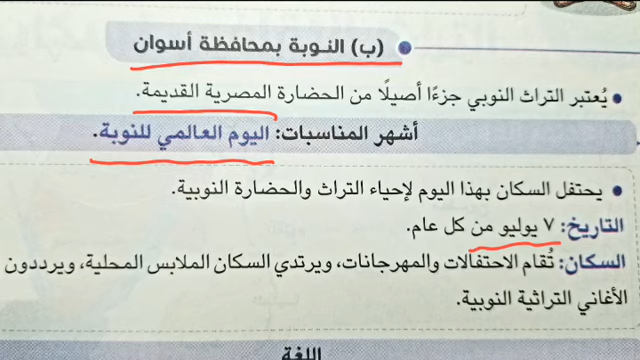 (ب) النوبة بمحافظة أسوان
● يُعتبر التراث النوبي جزءًا أصيلًا من الحضارة المصرية القديمة.
أشهر المناسبات: اليوم العالمي للنوبة.
● يحتفل السكان بهذا اليوم لإحياء التراث والحضارة النوبية.
التاريخ: ٧ يوليو من كل عام.
السكان: تُقام الاحتفالات والمهرجانات، ويرتدي السكان الملابس المحلية، ويرددون
الأغاني التراثية النوبية.
اللغة